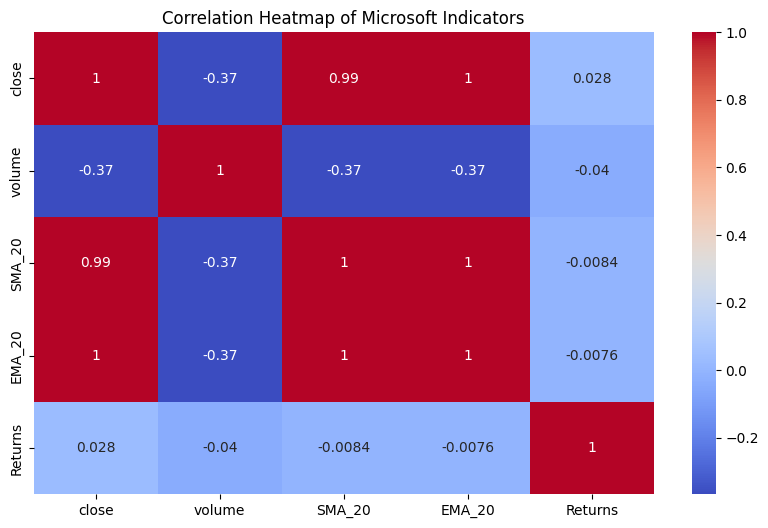 Correlation Heatmap of Microsoft Indicators
close 1 -0.37 0.99 1 0.028
volume -0.37 1 -0.37 -0.37 -0.04
SMA_20 0.99 -0.37 1 1 -0.0084
EMA_20 1 -0.37 1 1 -0.0076
Returns 0.028 -0.04 -0.0084 -0.0076 1
close volume SMA_20 EMA_20 Returns
1.0
0.8
0.6
0.4
0.2
0.0
−0.2